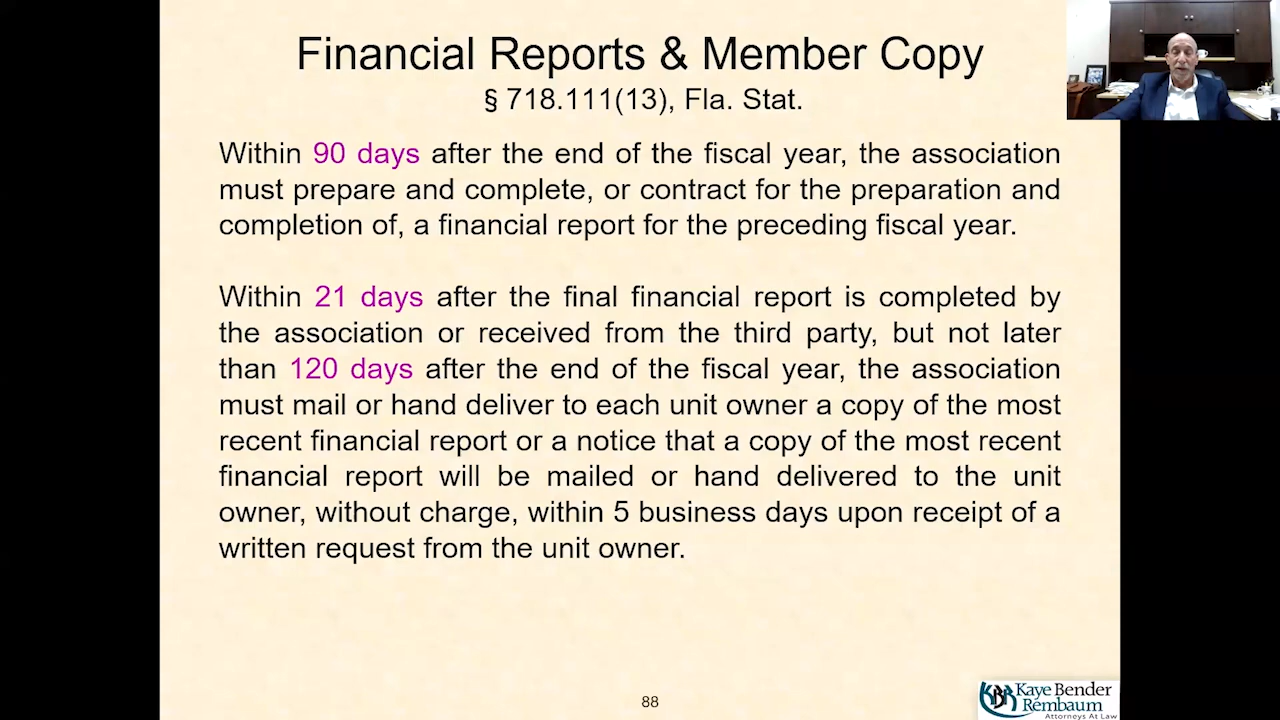 Financial Reports & Member Copy
§ 718.111(13), Fla. Stat.
Within 90 days after the end of the fiscal year, the association
must prepare and complete, or contract for the preparation and
completion of, a financial report for the preceding fiscal year.
Within 21 days after the final financial report is completed by
the association or received from the third party, but not later
than 120 days after the end of the fiscal year, the association
must mail or hand deliver to each unit owner a copy of the most
recent financial report or a notice that a copy of the most recent
financial report will be mailed or hand delivered to the unit
owner, without charge, within 5 business days upon receipt of a
written request from the unit owner.
88
KBR Kaye Bender
Rembaum
Attorneys At Law